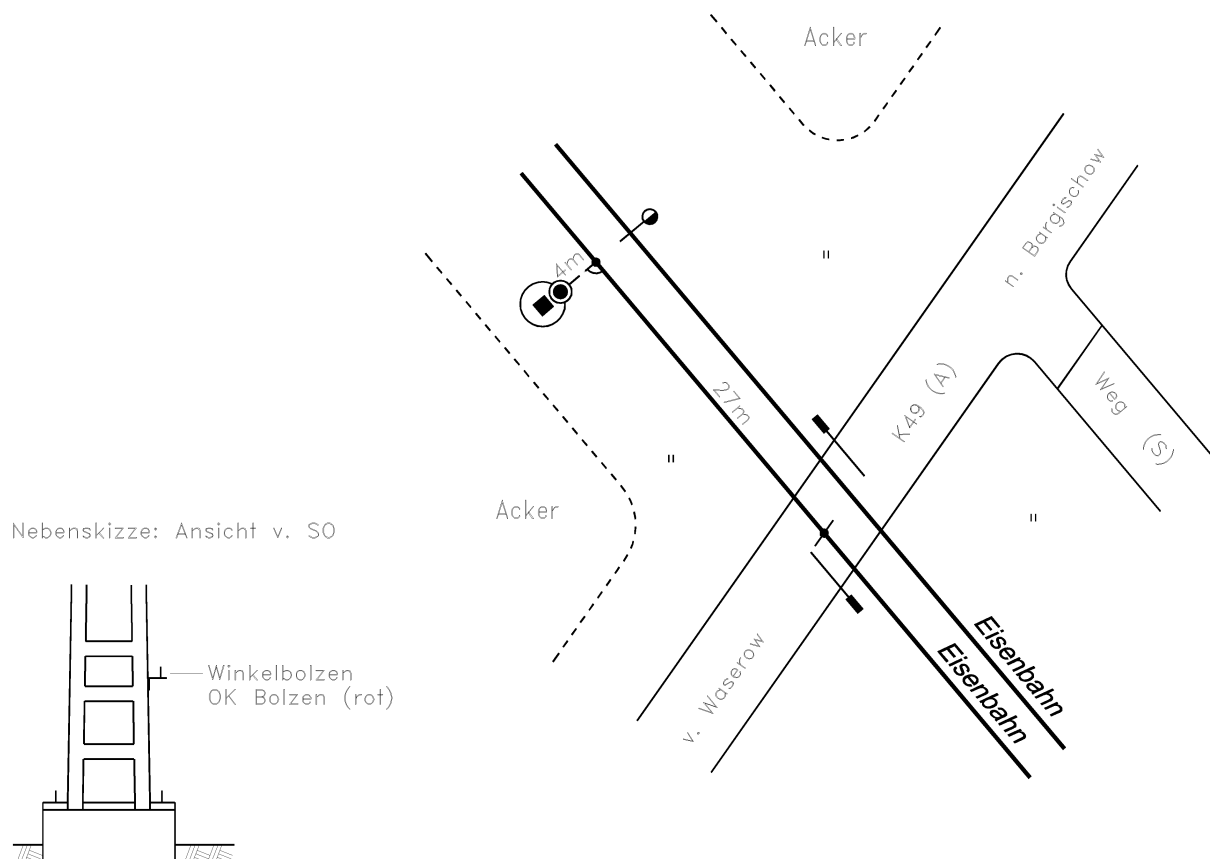 Acker
n. Bargischow
4m
27m
K49 (A)
Weg (S)
Acker
Nebenskizze: Ansicht v. SO
Eisenbahn
Eisenbahn
v. Waserow
Winkelbolzen
OK Bolzen (rot)